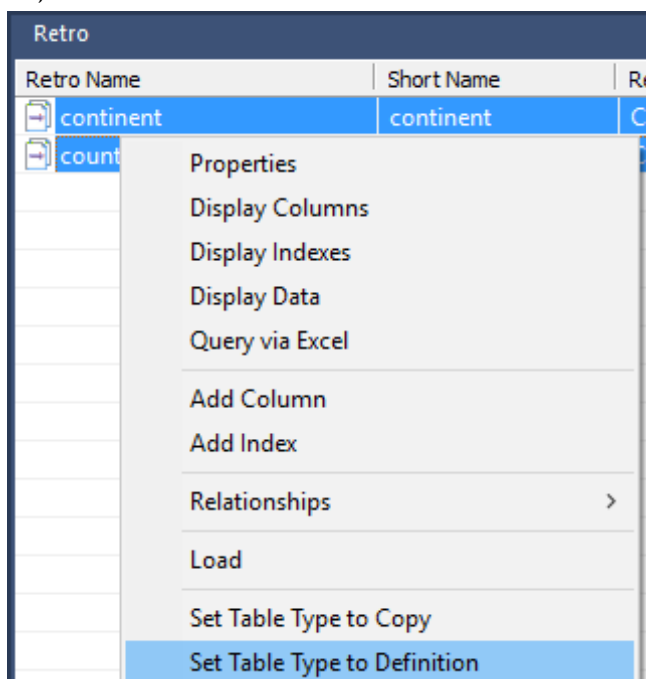 Retro
Retro Name Short Name
continent continent
Properties
Display Columns
Display Indexes
Display Data
Query via Excel
Add Column
Add Index
Relationships
Load
Set Table Type to Copy
Set Table Type to Definition